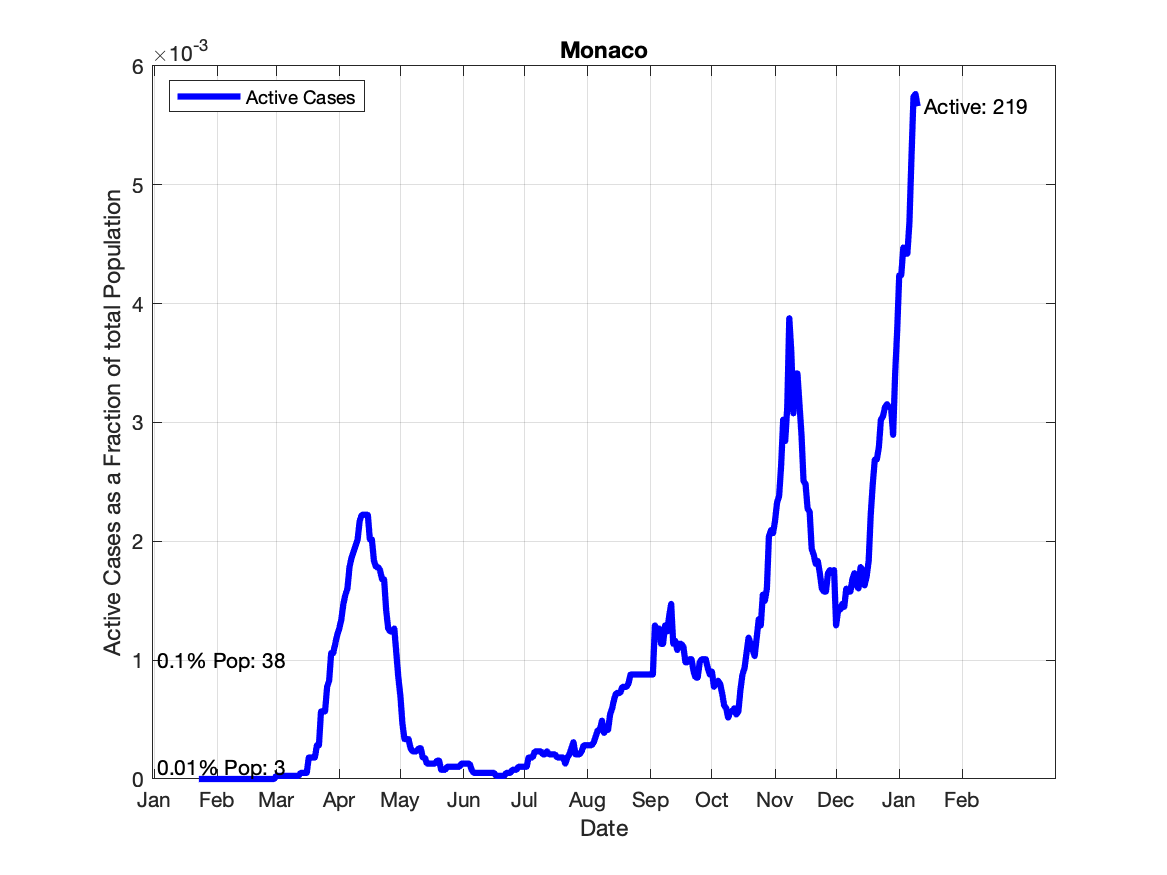 Monaco
×10-3
Active Cases
Active: 219
6
5
4
3
2
1
0
0.1% Pop: 38
0.01% Pop: 3
Active Cases as a Fraction of total Population
Jan Feb Mar Apr May Jun Jul Aug Sep Oct Nov Dec Jan Feb
Date